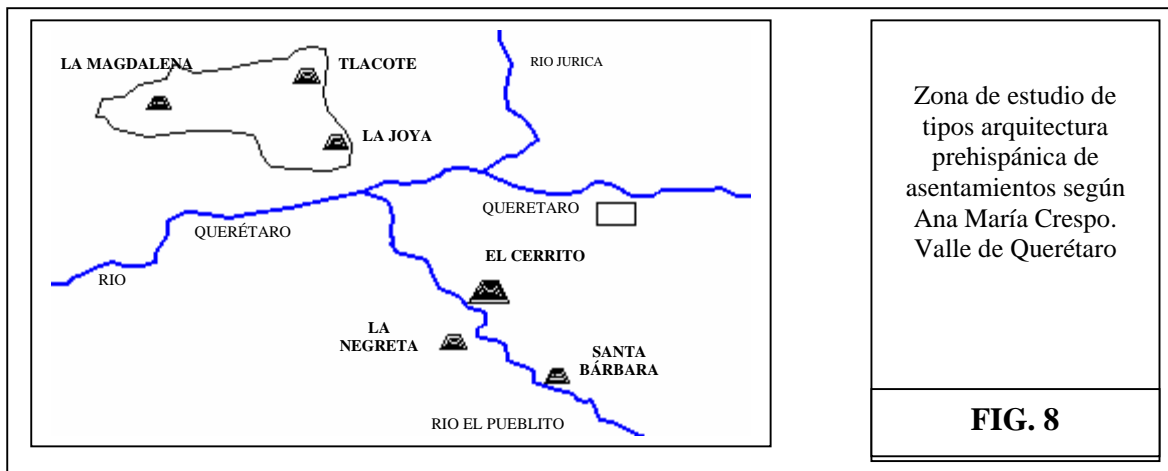 LA MAGDALENA
TLACOTE
RIO JURICA
LA JOYA
QUERETARO
QUERÉTARO
EL CERRITO
RIO
LA
NEGRETA
SANTA
BÁRBARA
RIO EL PUEBLITO
Zona de estudio de
tipos arquitectura
prehispánica de
asentamientos según
Ana María Crespo.
Valle de Querétaro
FIG. 8